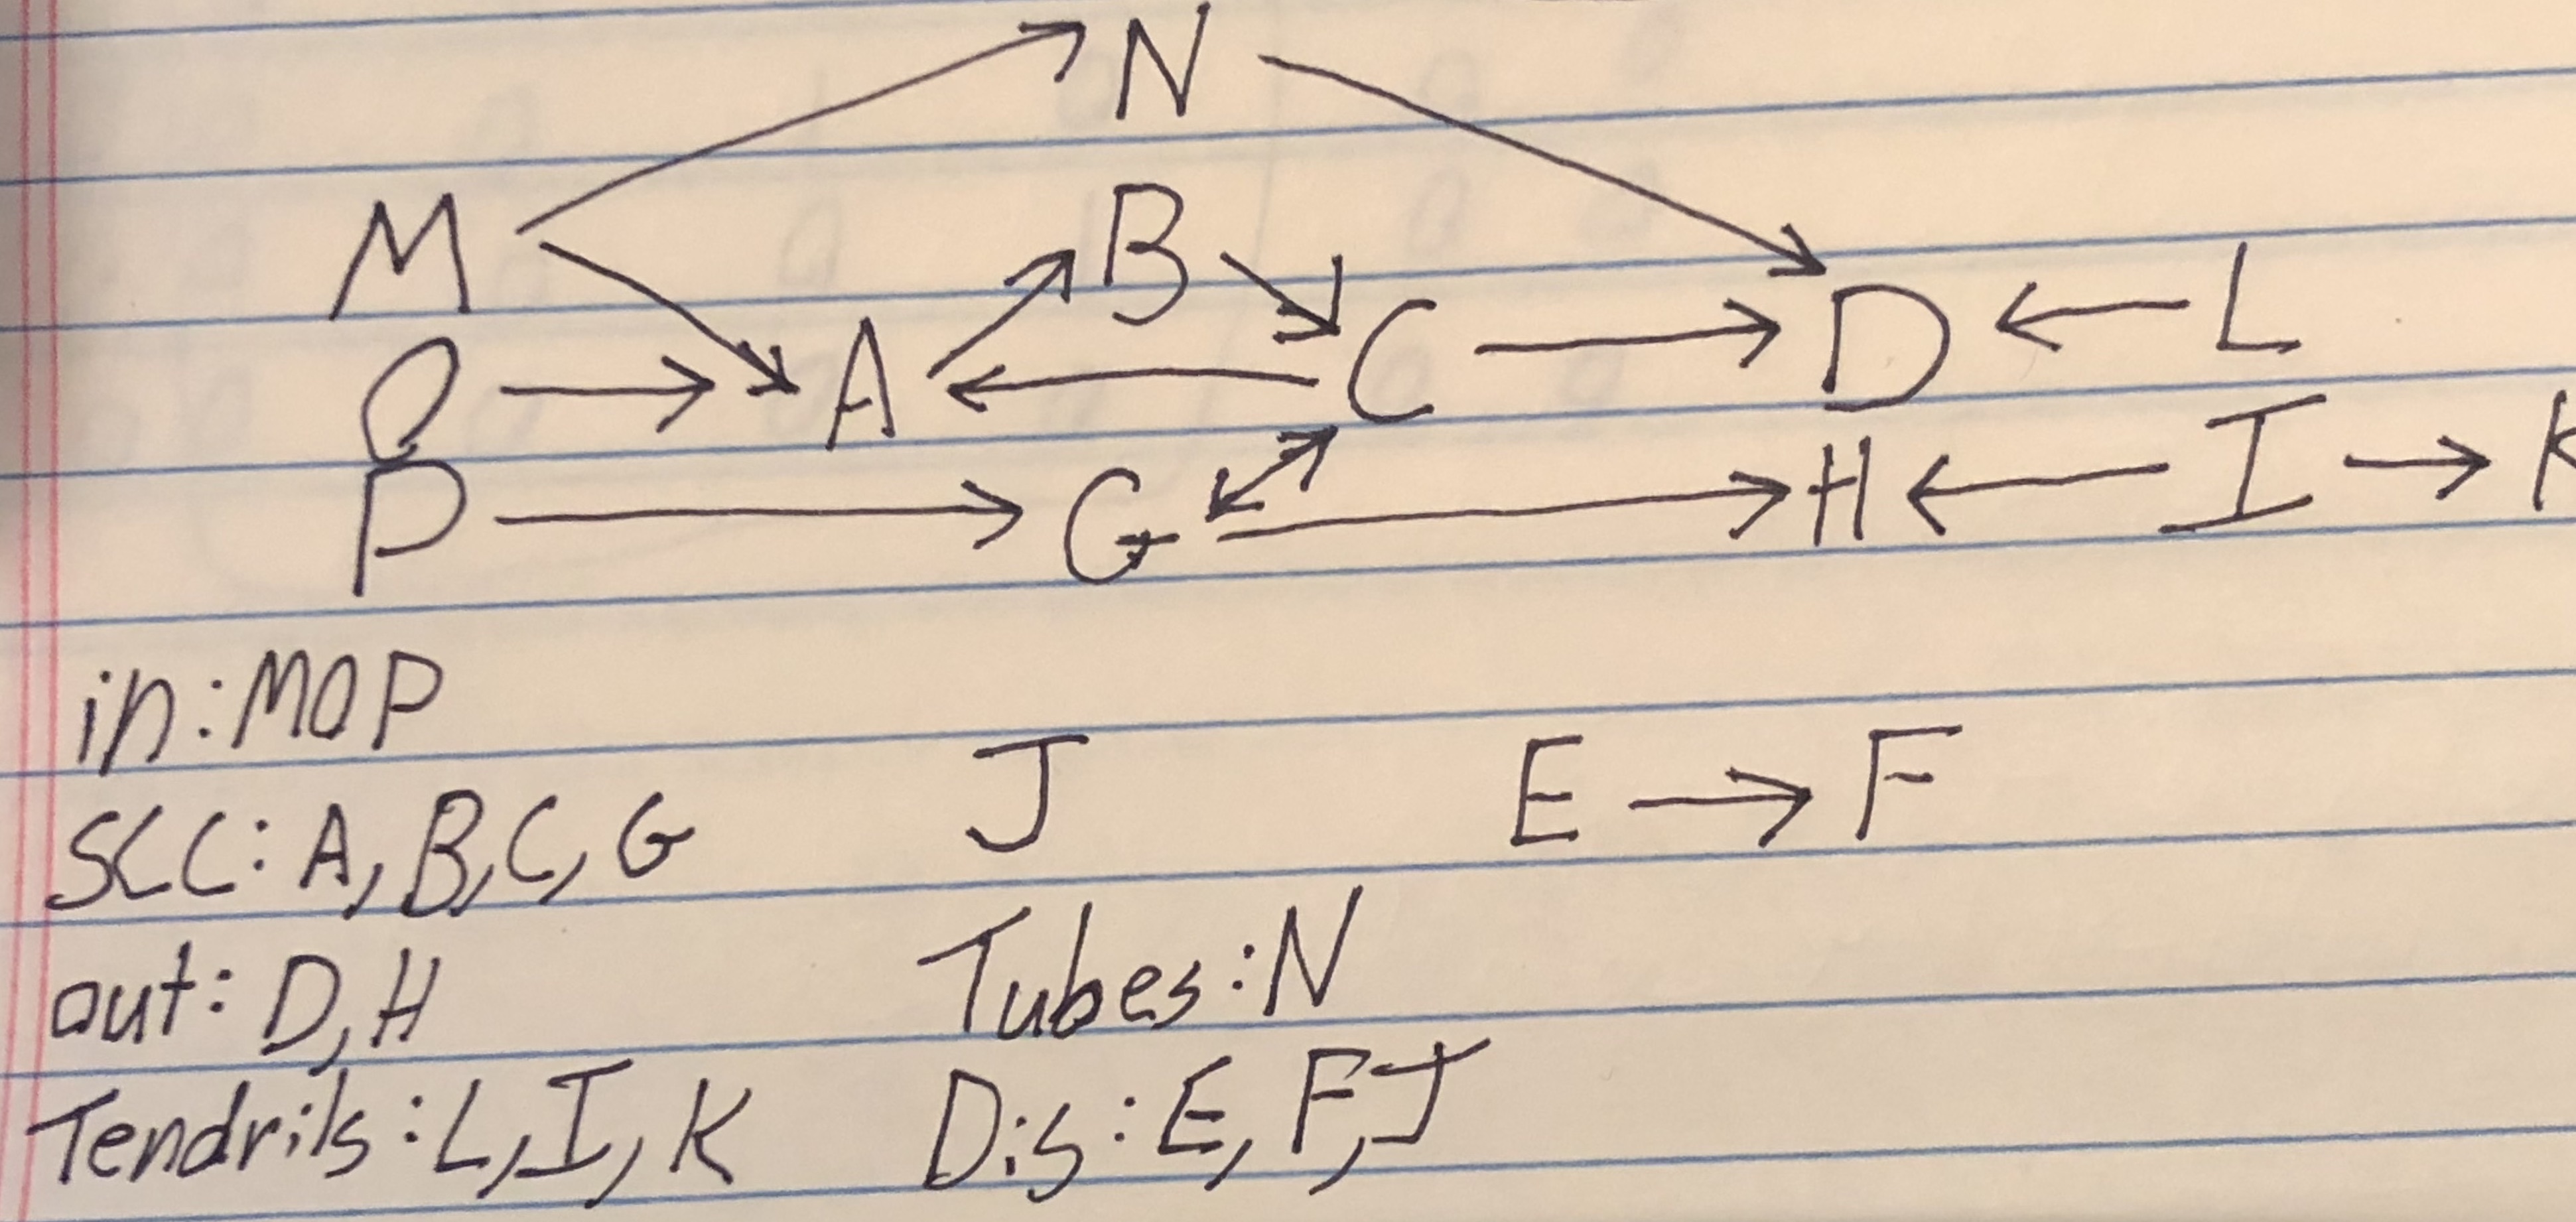 N
M B
O A C D L
P G H I K
in: MOP
J E F
SCC: A, B, C, G
out: D, H Tubes: N
Tendrils: L, I, K Dis: E, F, J